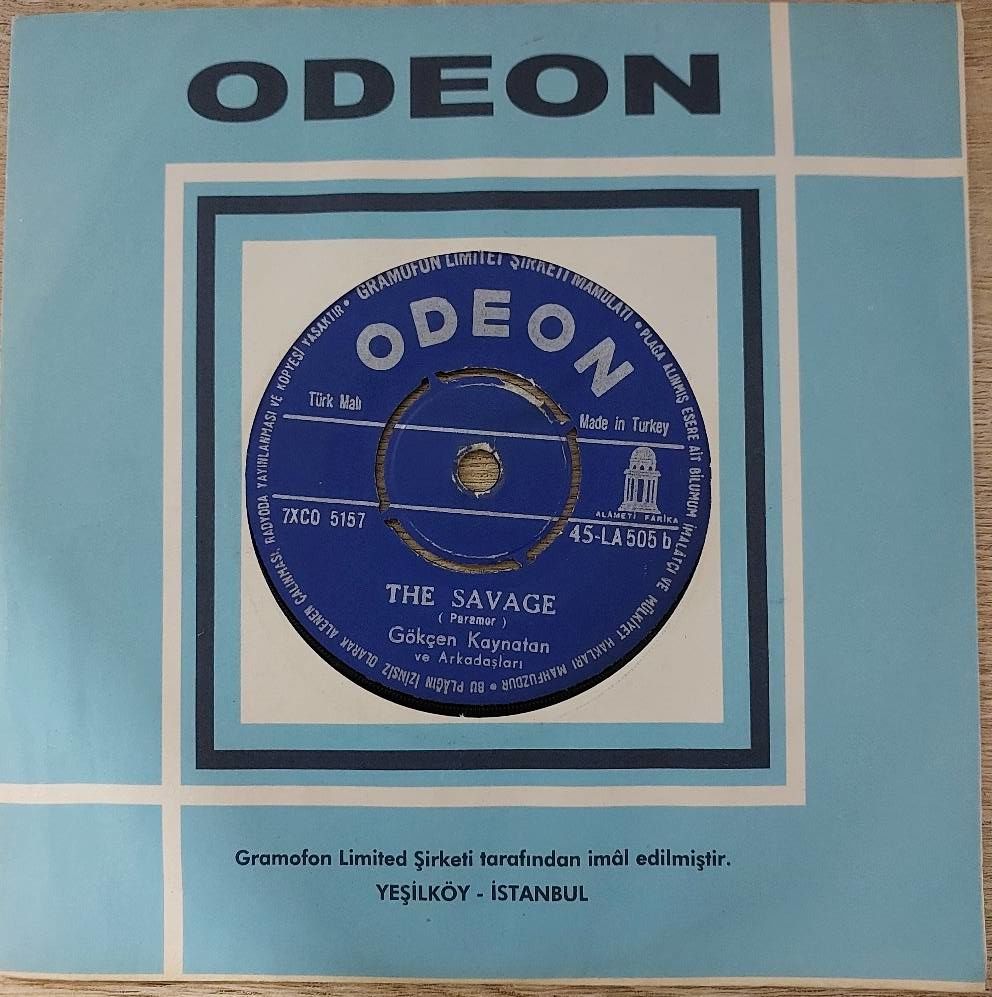 ODEON
GRAMOFON LIMITET ŞİRKETİ MAMULATI • PLAĞA ALINMIŞ ESERE AİT BİLUMUM İMALATÇI VE MÜLKİYET HAKLARI MAHFUZDUR • BU PLÂĞIN İZİNSİZ OLARAK ALENEN ÇALINMASI, RADYODA YAYINLANMASI VE KOPYESİ YASAKTIR •
ODEON
Türk Malı
Made in Turkey
ALAMETİ FARİKA
7XCO 5157
45-LA 505 b
THE SAVAGE
( Paramor )
Gökçen Kaynatan
ve Arkadaşları
Gramofon Limited Şirketi tarafından imâl edilmiştir.
YEŞİLKÖY - İSTANBUL